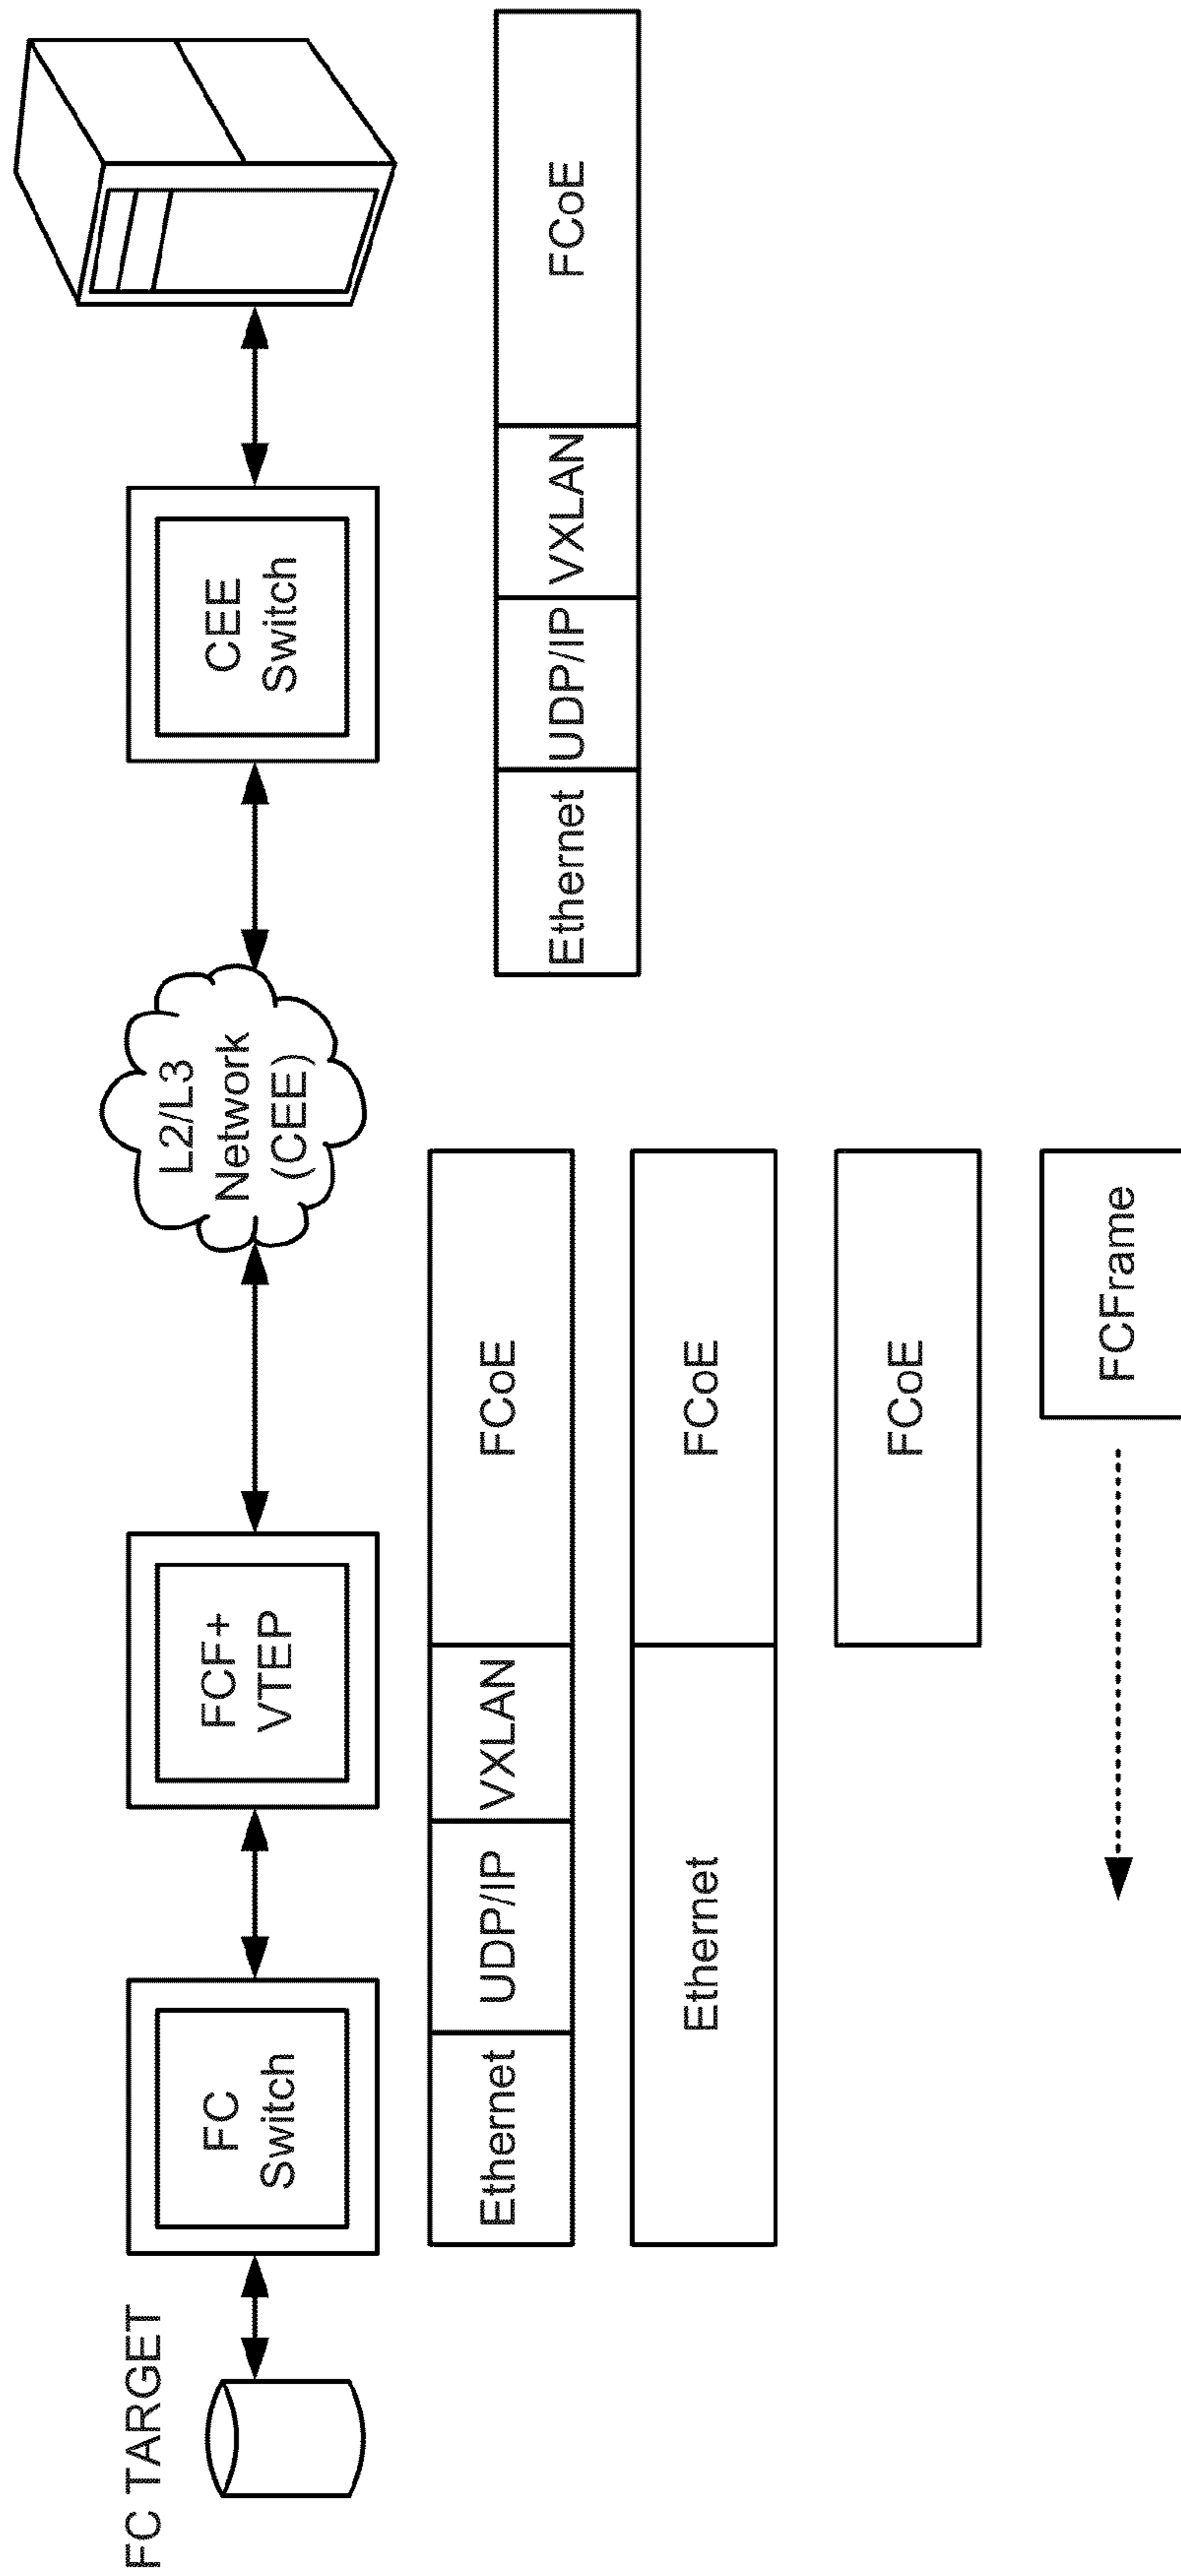 FC TARGET
FC
Switch
FCF+
VTEP
L2/L3
Network
(CEE)
CEE
Switch
Ethernet
UDP/IP
VXLAN
FCoE
Ethernet
UDP/IP
VXLAN
FCoE
Ethernet
FCoE
FCoE
FCFrame